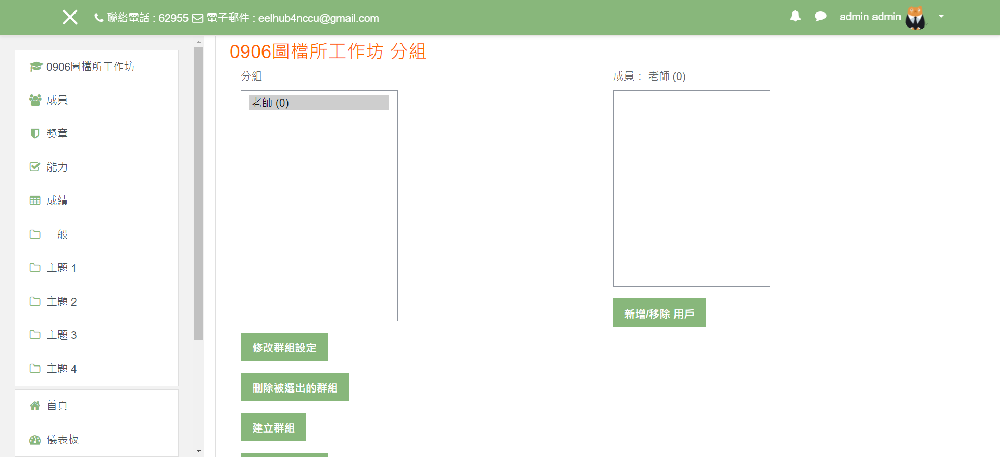 聯絡電話 : 62955 電子郵件 : eelhub4nccu@gmail.com
admin admin
0906圖檔所工作坊
成員
獎章
能力
成績
一般
主題 1
主題 2
主題 3
主題 4
首頁
儀表板
0906圖檔所工作坊 分組
分組
老師 (0)
修改群組設定
刪除被選出的群組
建立群組
成員： 老師 (0)
新增/移除 用戶